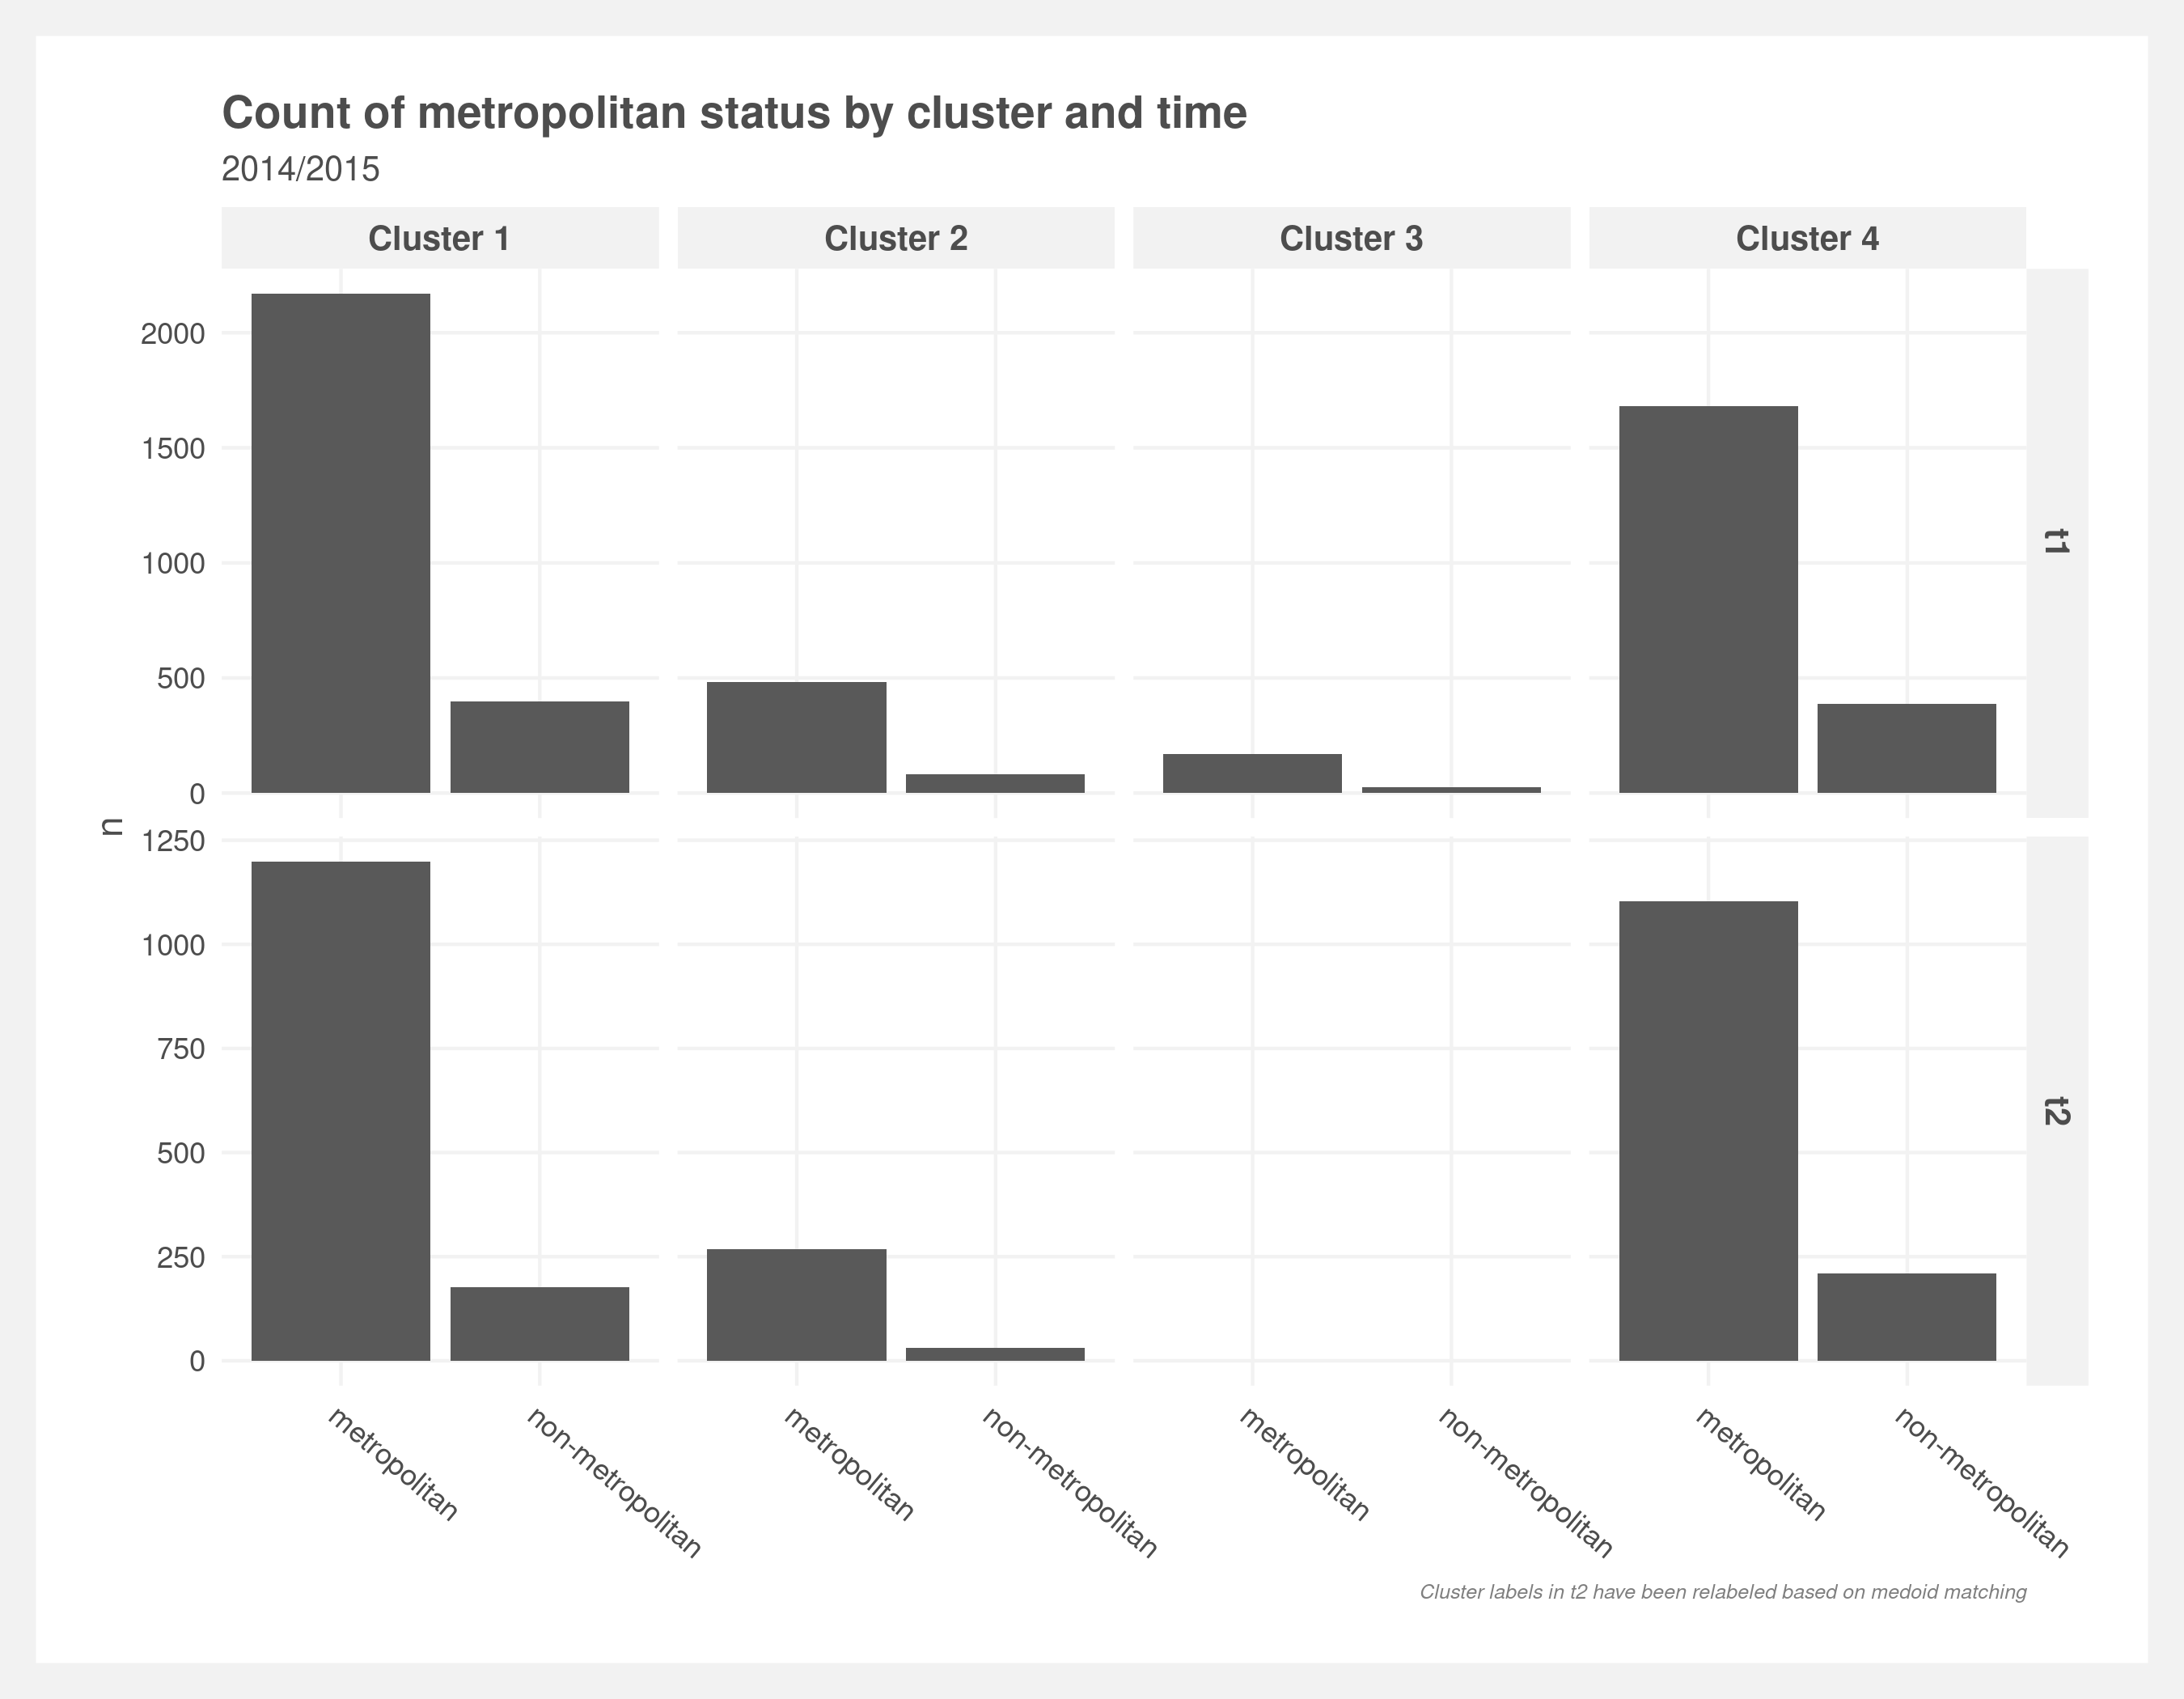 Count of metropolitan status by cluster and time
2014/2015
Cluster 1
Cluster 2
Cluster 3
Cluster 4
2000
1500
1000
500
0
t1
n
1250
1000
750
500
250
0
t2
metropolitan
non-metropolitan
metropolitan
non-metropolitan
metropolitan
non-metropolitan
metropolitan
non-metropolitan
Cluster labels in t2 have been relabeled based on medoid matching